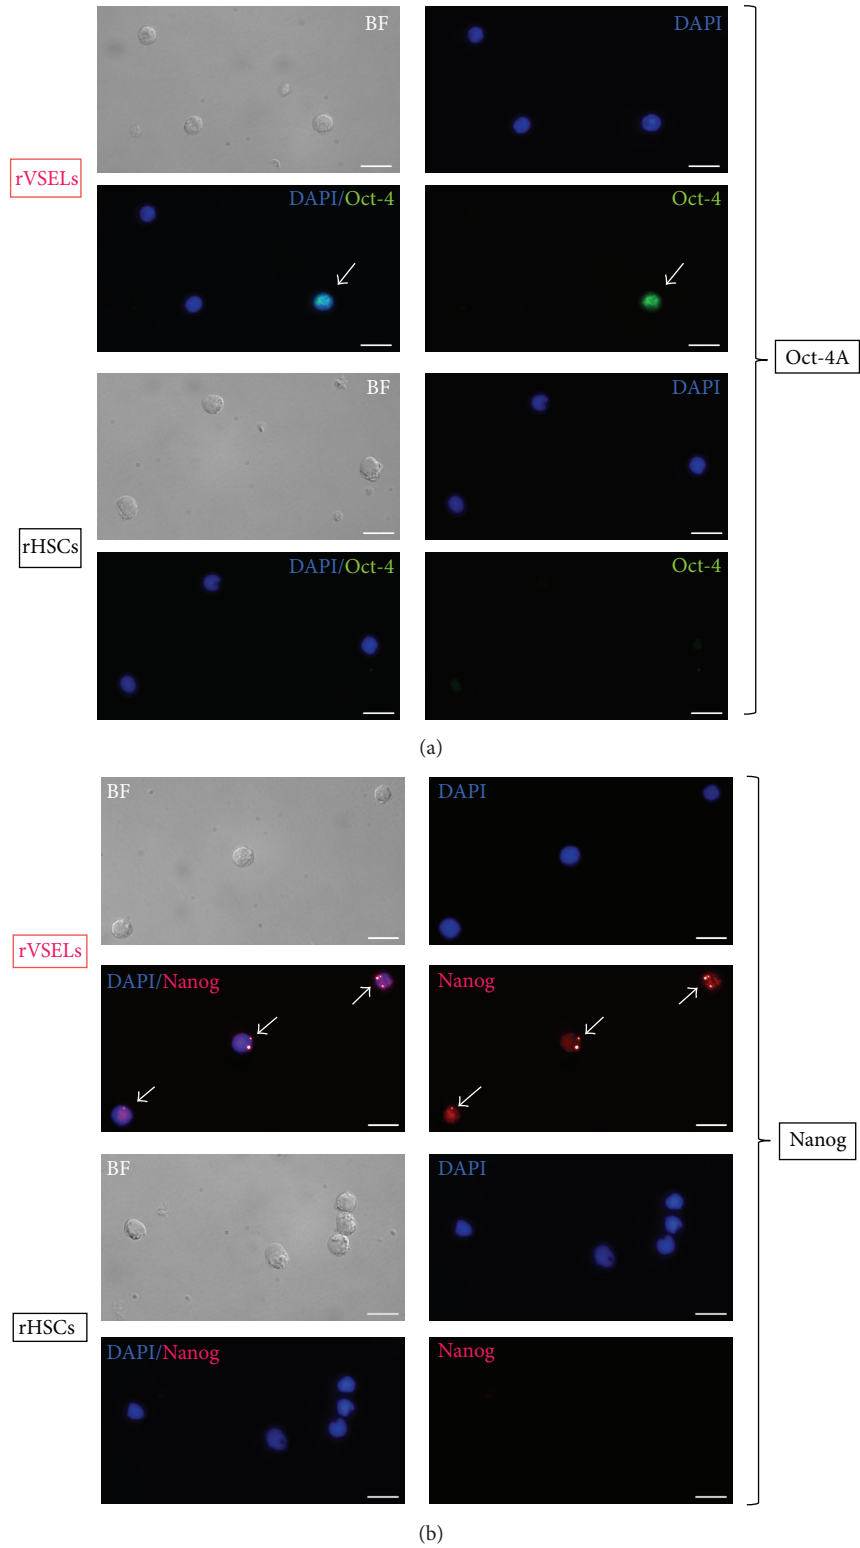 BF
DAPI
rVSELs
DAPI/Oct-4
Oct-4
Oct-4A
BF
DAPI
rHSCs
DAPI/Oct-4
Oct-4
(a)
BF
DAPI
rVSELs
DAPI/Nanog
Nanog
Nanog
BF
DAPI
rHSCs
DAPI/Nanog
Nanog
(b)